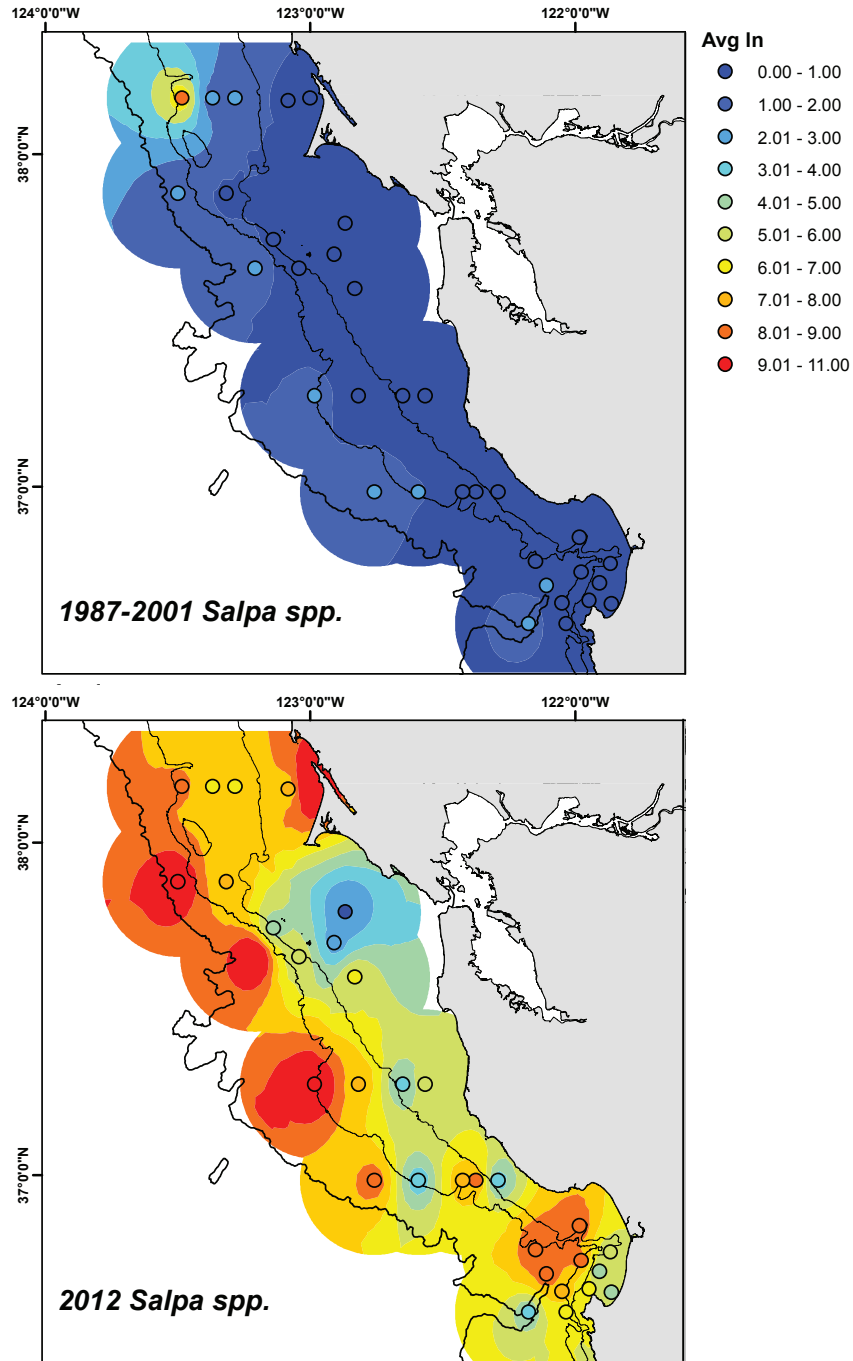 124°0'0"W 123°0'0"W 122°0'0"W
Avg ln
0.00 - 1.00
1.00 - 2.00
2.01 - 3.00
3.01 - 4.00
4.01 - 5.00
5.01 - 6.00
6.01 - 7.00
7.01 - 8.00
8.01 - 9.00
9.01 - 11.00
38°0'0"N
37°0'0"N
1987-2001 Salpa spp.
124°0'0"W 123°0'0"W 122°0'0"W
38°0'0"N
37°0'0"N
2012 Salpa spp.